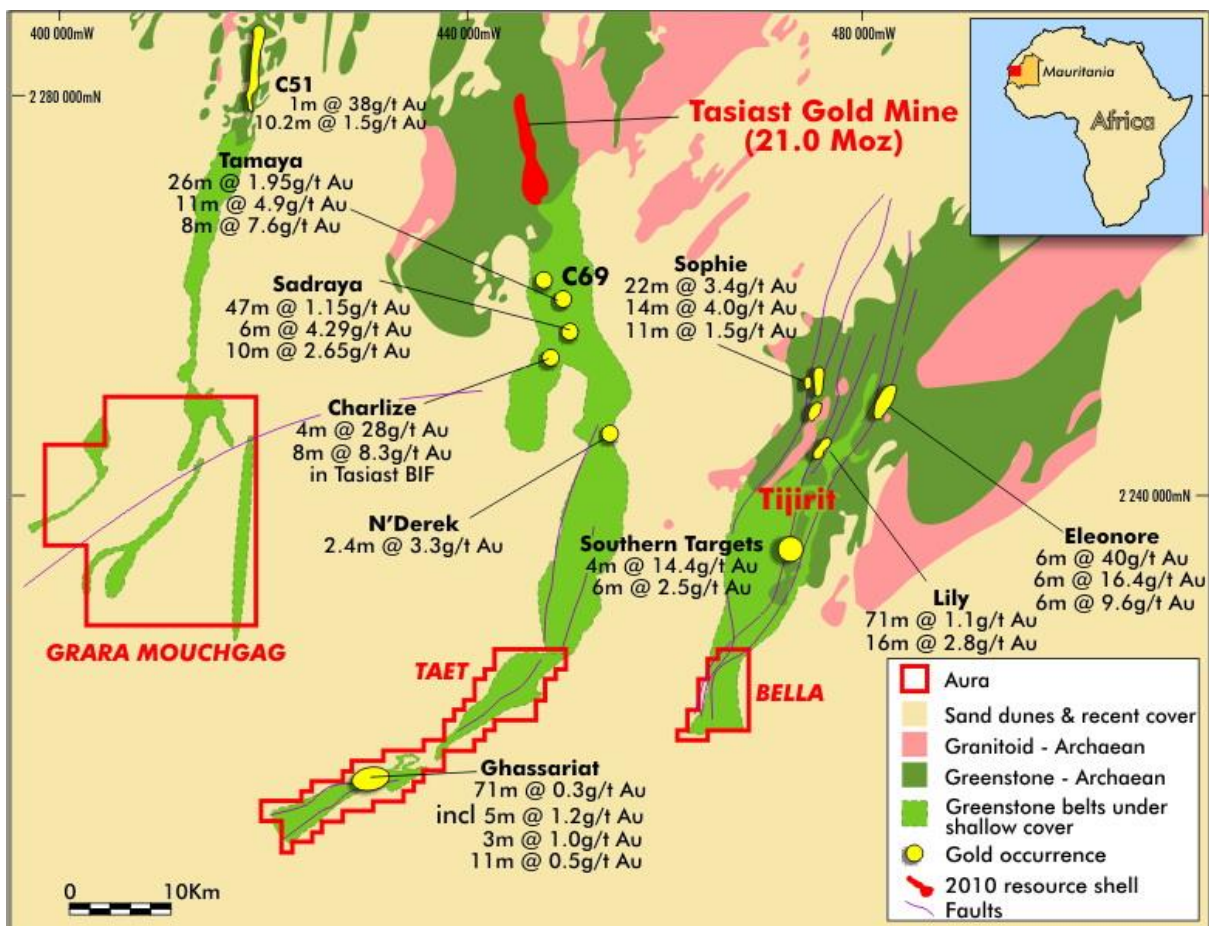 400 000mW
440 000mW
480 000mW
2 280 000mN
2 240 000mN
Mauritania
Africa
C51
1m @ 38g/t Au
10.2m @ 1.5g/t Au
Tasiast Gold Mine
(21.0 Moz)
Tamaya
26m @ 1.95g/t Au
11m @ 4.9g/t Au
8m @ 7.6g/t Au
C69
Sadraya
47m @ 1.15g/t Au
6m @ 4.29g/t Au
10m @ 2.65g/t Au
Sophie
22m @ 3.4g/t Au
14m @ 4.0g/t Au
11m @ 1.5g/t Au
Charlize
4m @ 28g/t Au
8m @ 8.3g/t Au
in Tasiast BIF
N'Derek
2.4m @ 3.3g/t Au
Tijirit
Southern Targets
4m @ 14.4g/t Au
6m @ 2.5g/t Au
Eleonore
6m @ 40g/t Au
6m @ 16.4g/t Au
6m @ 9.6g/t Au
Lily
71m @ 1.1g/t Au
16m @ 2.8g/t Au
GRARA MOUCHGAG
TAET
BELLA
Ghassariat
71m @ 0.3g/t Au
incl 5m @ 1.2g/t Au
3m @ 1.0g/t Au
11m @ 0.5g/t Au
0 10Km
Aura
Sand dunes & recent cover
Granitoid - Archaean
Greenstone - Archaean
Greenstone belts under
shallow cover
Gold occurrence
2010 resource shell
Faults